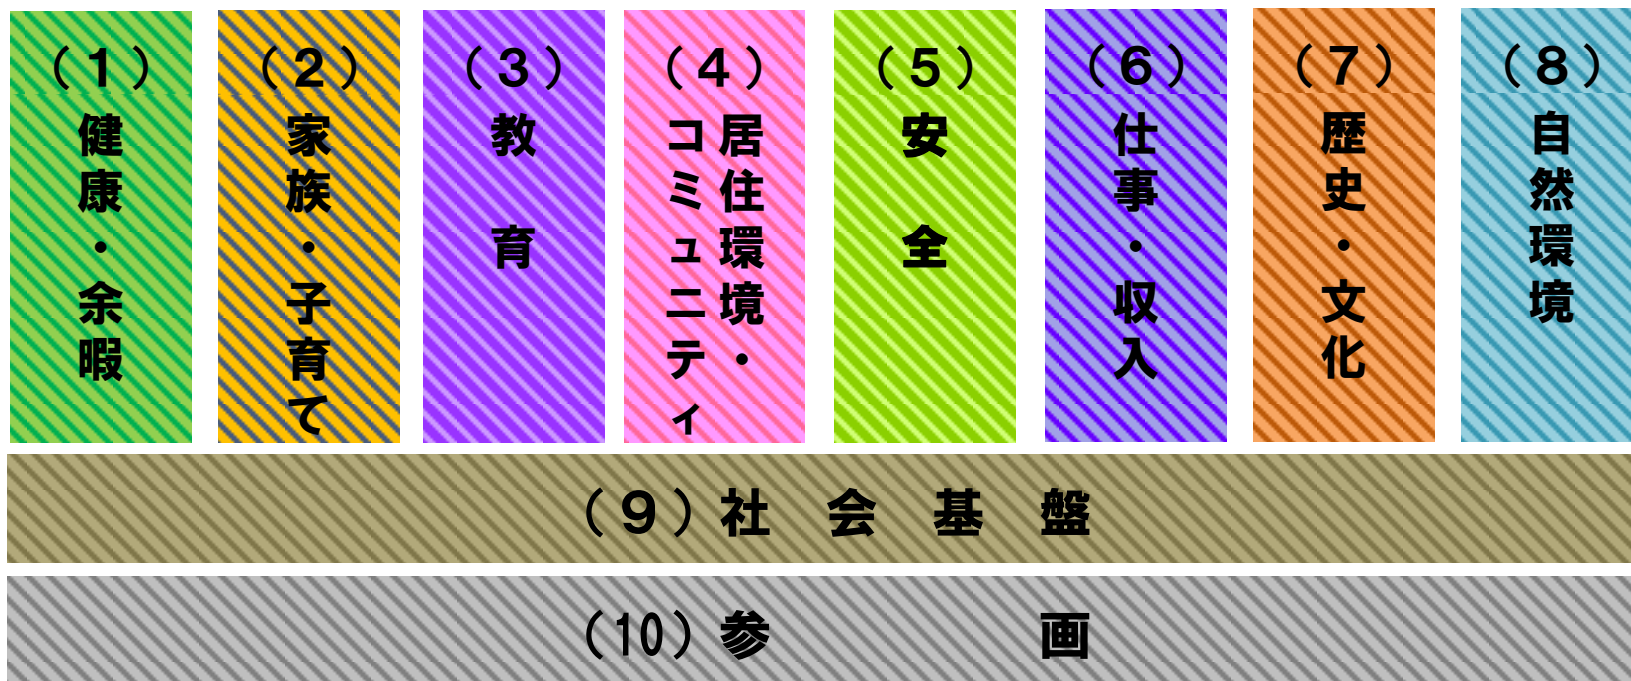 （１）
健康・余暇
（２）
家族・子育て
（３）
教　育
（４）
居住環境・
コミュニティ
（５）
安　全
（６）
仕事・収入
（７）
歴史・文化
（８）
自然環境
（９）社　会　基　盤
（10）参　　　　　画